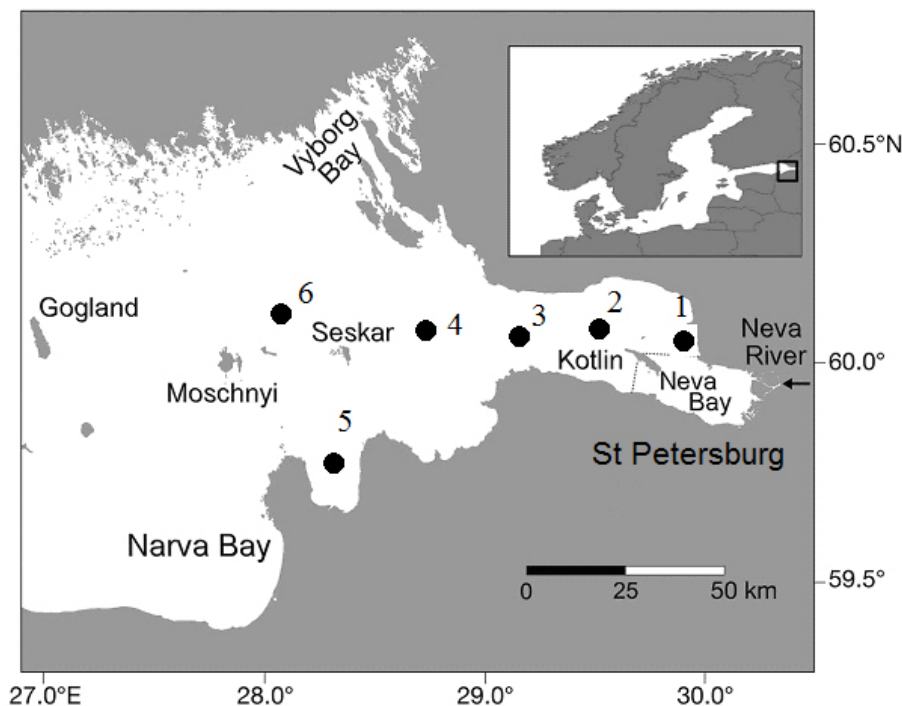 Vyborg
Bay
60.5°N
Gogland
6
Seskar
4
3
2
1
Neva
River
Kotlin
60.0°
Moschnyi
Neva
Bay
5
St Petersburg
Narva Bay
59.5°
0
25
50 km
27.0°E
28.0°
29.0°
30.0°